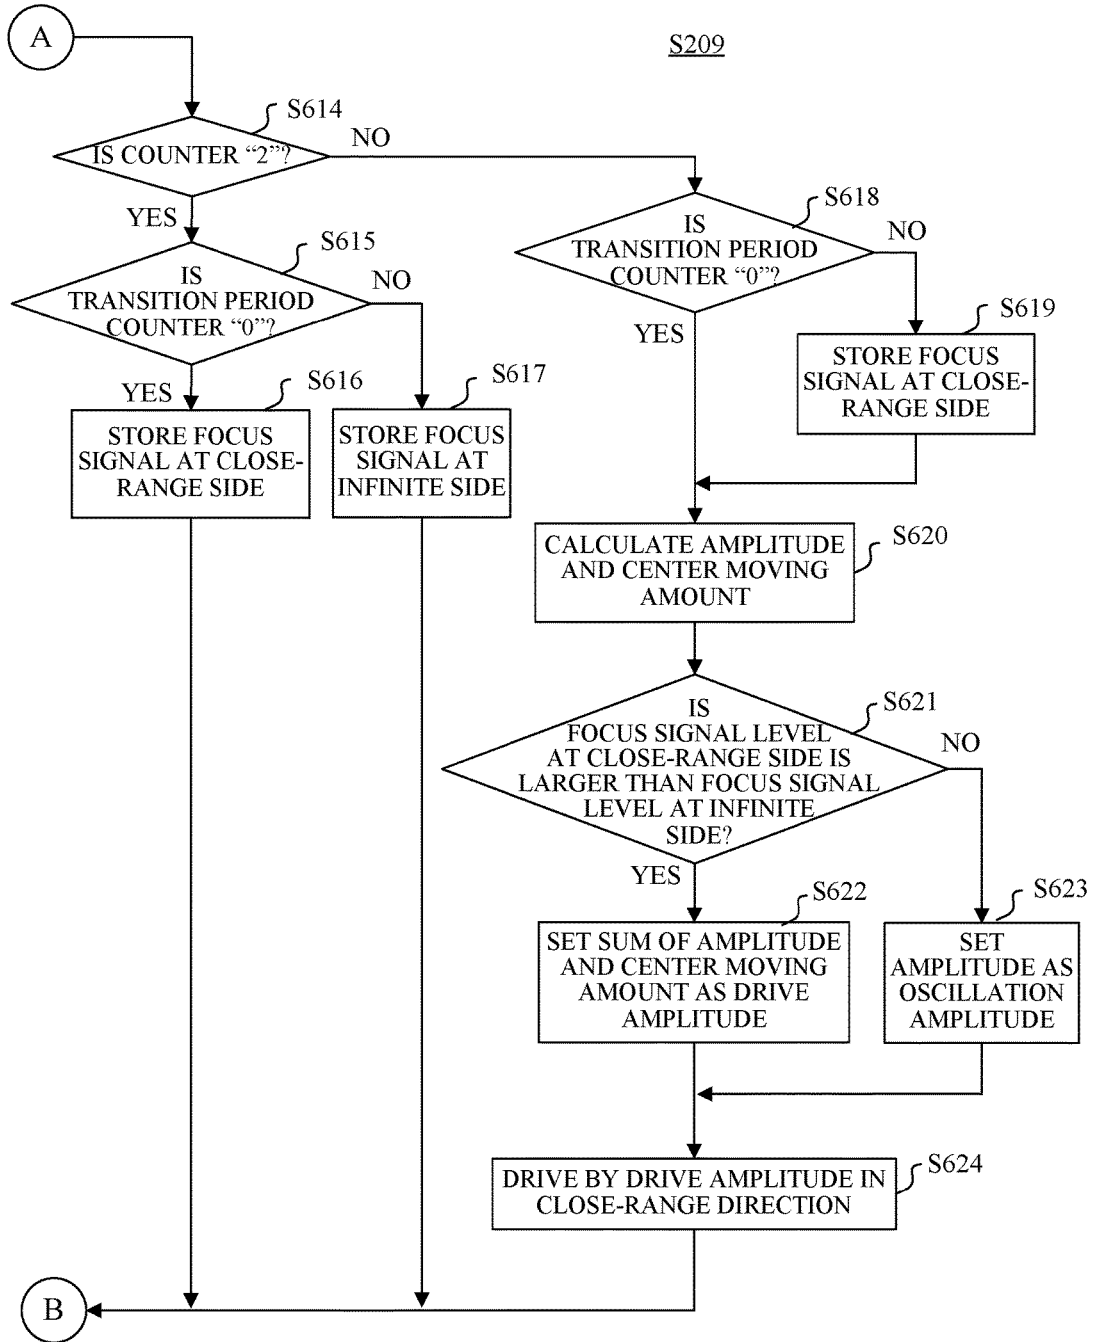 A
S209
S614
NO
IS COUNTER “2”?
YES
S618
IS
TRANSITION PERIOD
COUNTER “0”?
NO
YES
S615
IS
TRANSITION PERIOD
COUNTER “0”?
NO
YES
S619
STORE FOCUS
SIGNAL AT CLOSE-
RANGE SIDE
S616
STORE FOCUS
SIGNAL AT CLOSE-
RANGE SIDE
S617
STORE FOCUS
SIGNAL AT
INFINITE SIDE
S620
CALCULATE AMPLITUDE
AND CENTER MOVING
AMOUNT
S621
IS
FOCUS SIGNAL LEVEL
AT CLOSE-RANGE SIDE IS
LARGER THAN FOCUS SIGNAL
LEVEL AT INFINITE
SIDE?
NO
YES
S622
SET SUM OF AMPLITUDE
AND CENTER MOVING
AMOUNT AS DRIVE
AMPLITUDE
S623
SET
AMPLITUDE AS
OSCILLATION
AMPLITUDE
S624
DRIVE BY DRIVE AMPLITUDE IN
CLOSE-RANGE DIRECTION
B